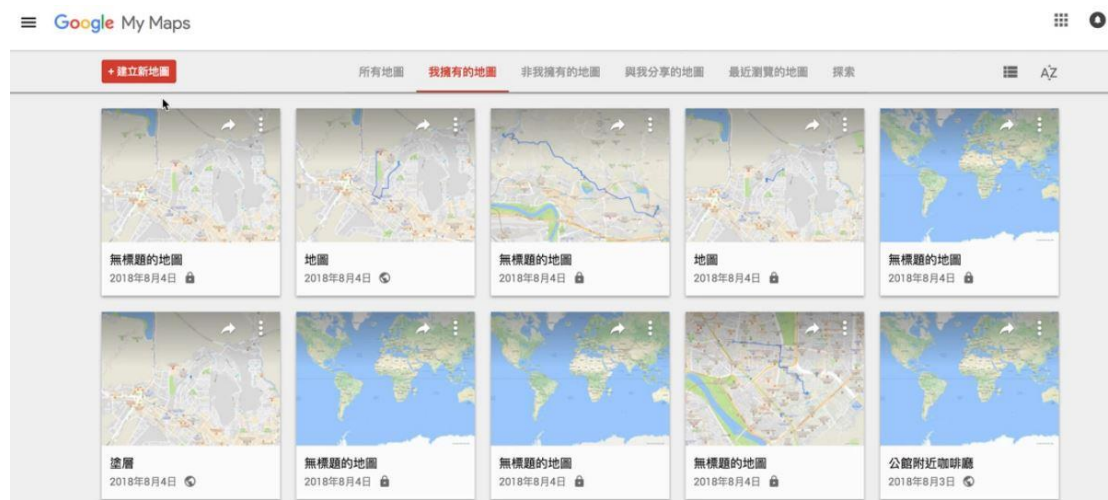 Google My Maps
+ 建立新地圖
所有地圖 我擁有的地圖 非我擁有的地圖 與我分享的地圖 最近瀏覽的地圖 探索
AZ
無標題的地圖
2018年8月4日
地圖
2018年8月4日
無標題的地圖
2018年8月4日
地圖
2018年8月4日
無標題的地圖
2018年8月4日
塗層
2018年8月4日
無標題的地圖
2018年8月4日
無標題的地圖
2018年8月4日
無標題的地圖
2018年8月4日
公館附近咖啡廳
2018年8月3日